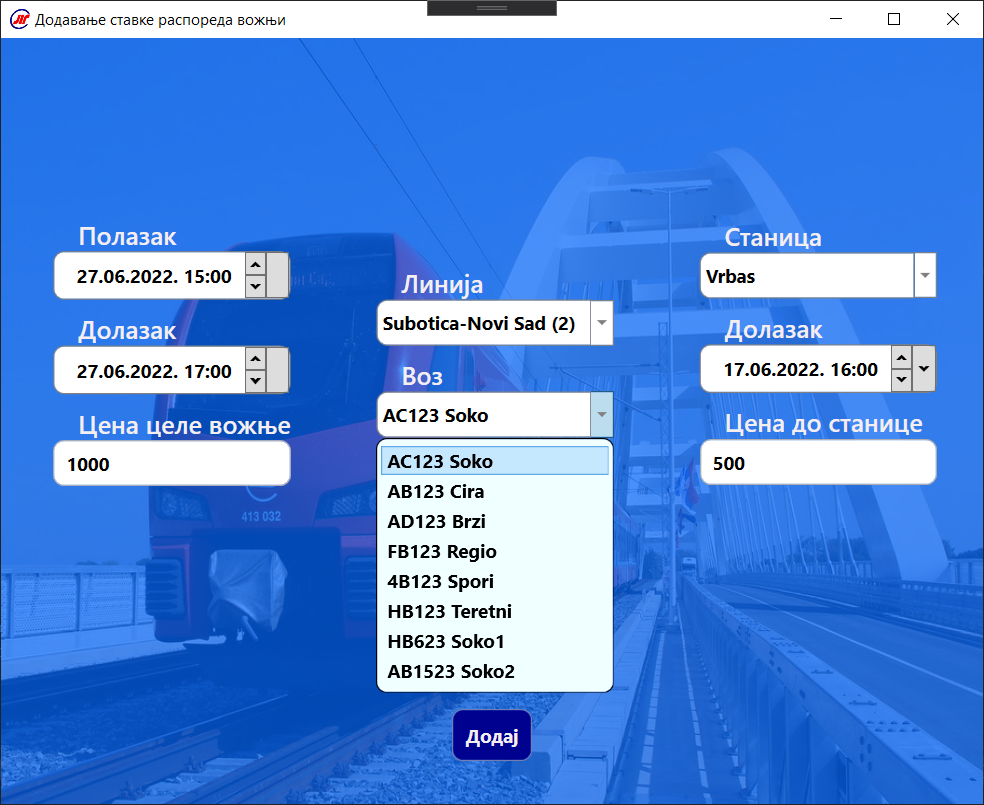 Додавање ставке распореда вожњи
Полазак
27.06.2022. 15:00
Долазак
27.06.2022. 17:00
Цена целе вожње
1000
Линија
Subotica-Novi Sad (2)
Воз
AC123 Soko
AC123 Soko
AB123 Cira
AD123 Brzi
FB123 Regio
4B123 Spori
HB123 Teretni
HB623 Soko1
AB1523 Soko2
Додај
Станица
Vrbas
Долазак
17.06.2022. 16:00
Цена до станице
500
413 032